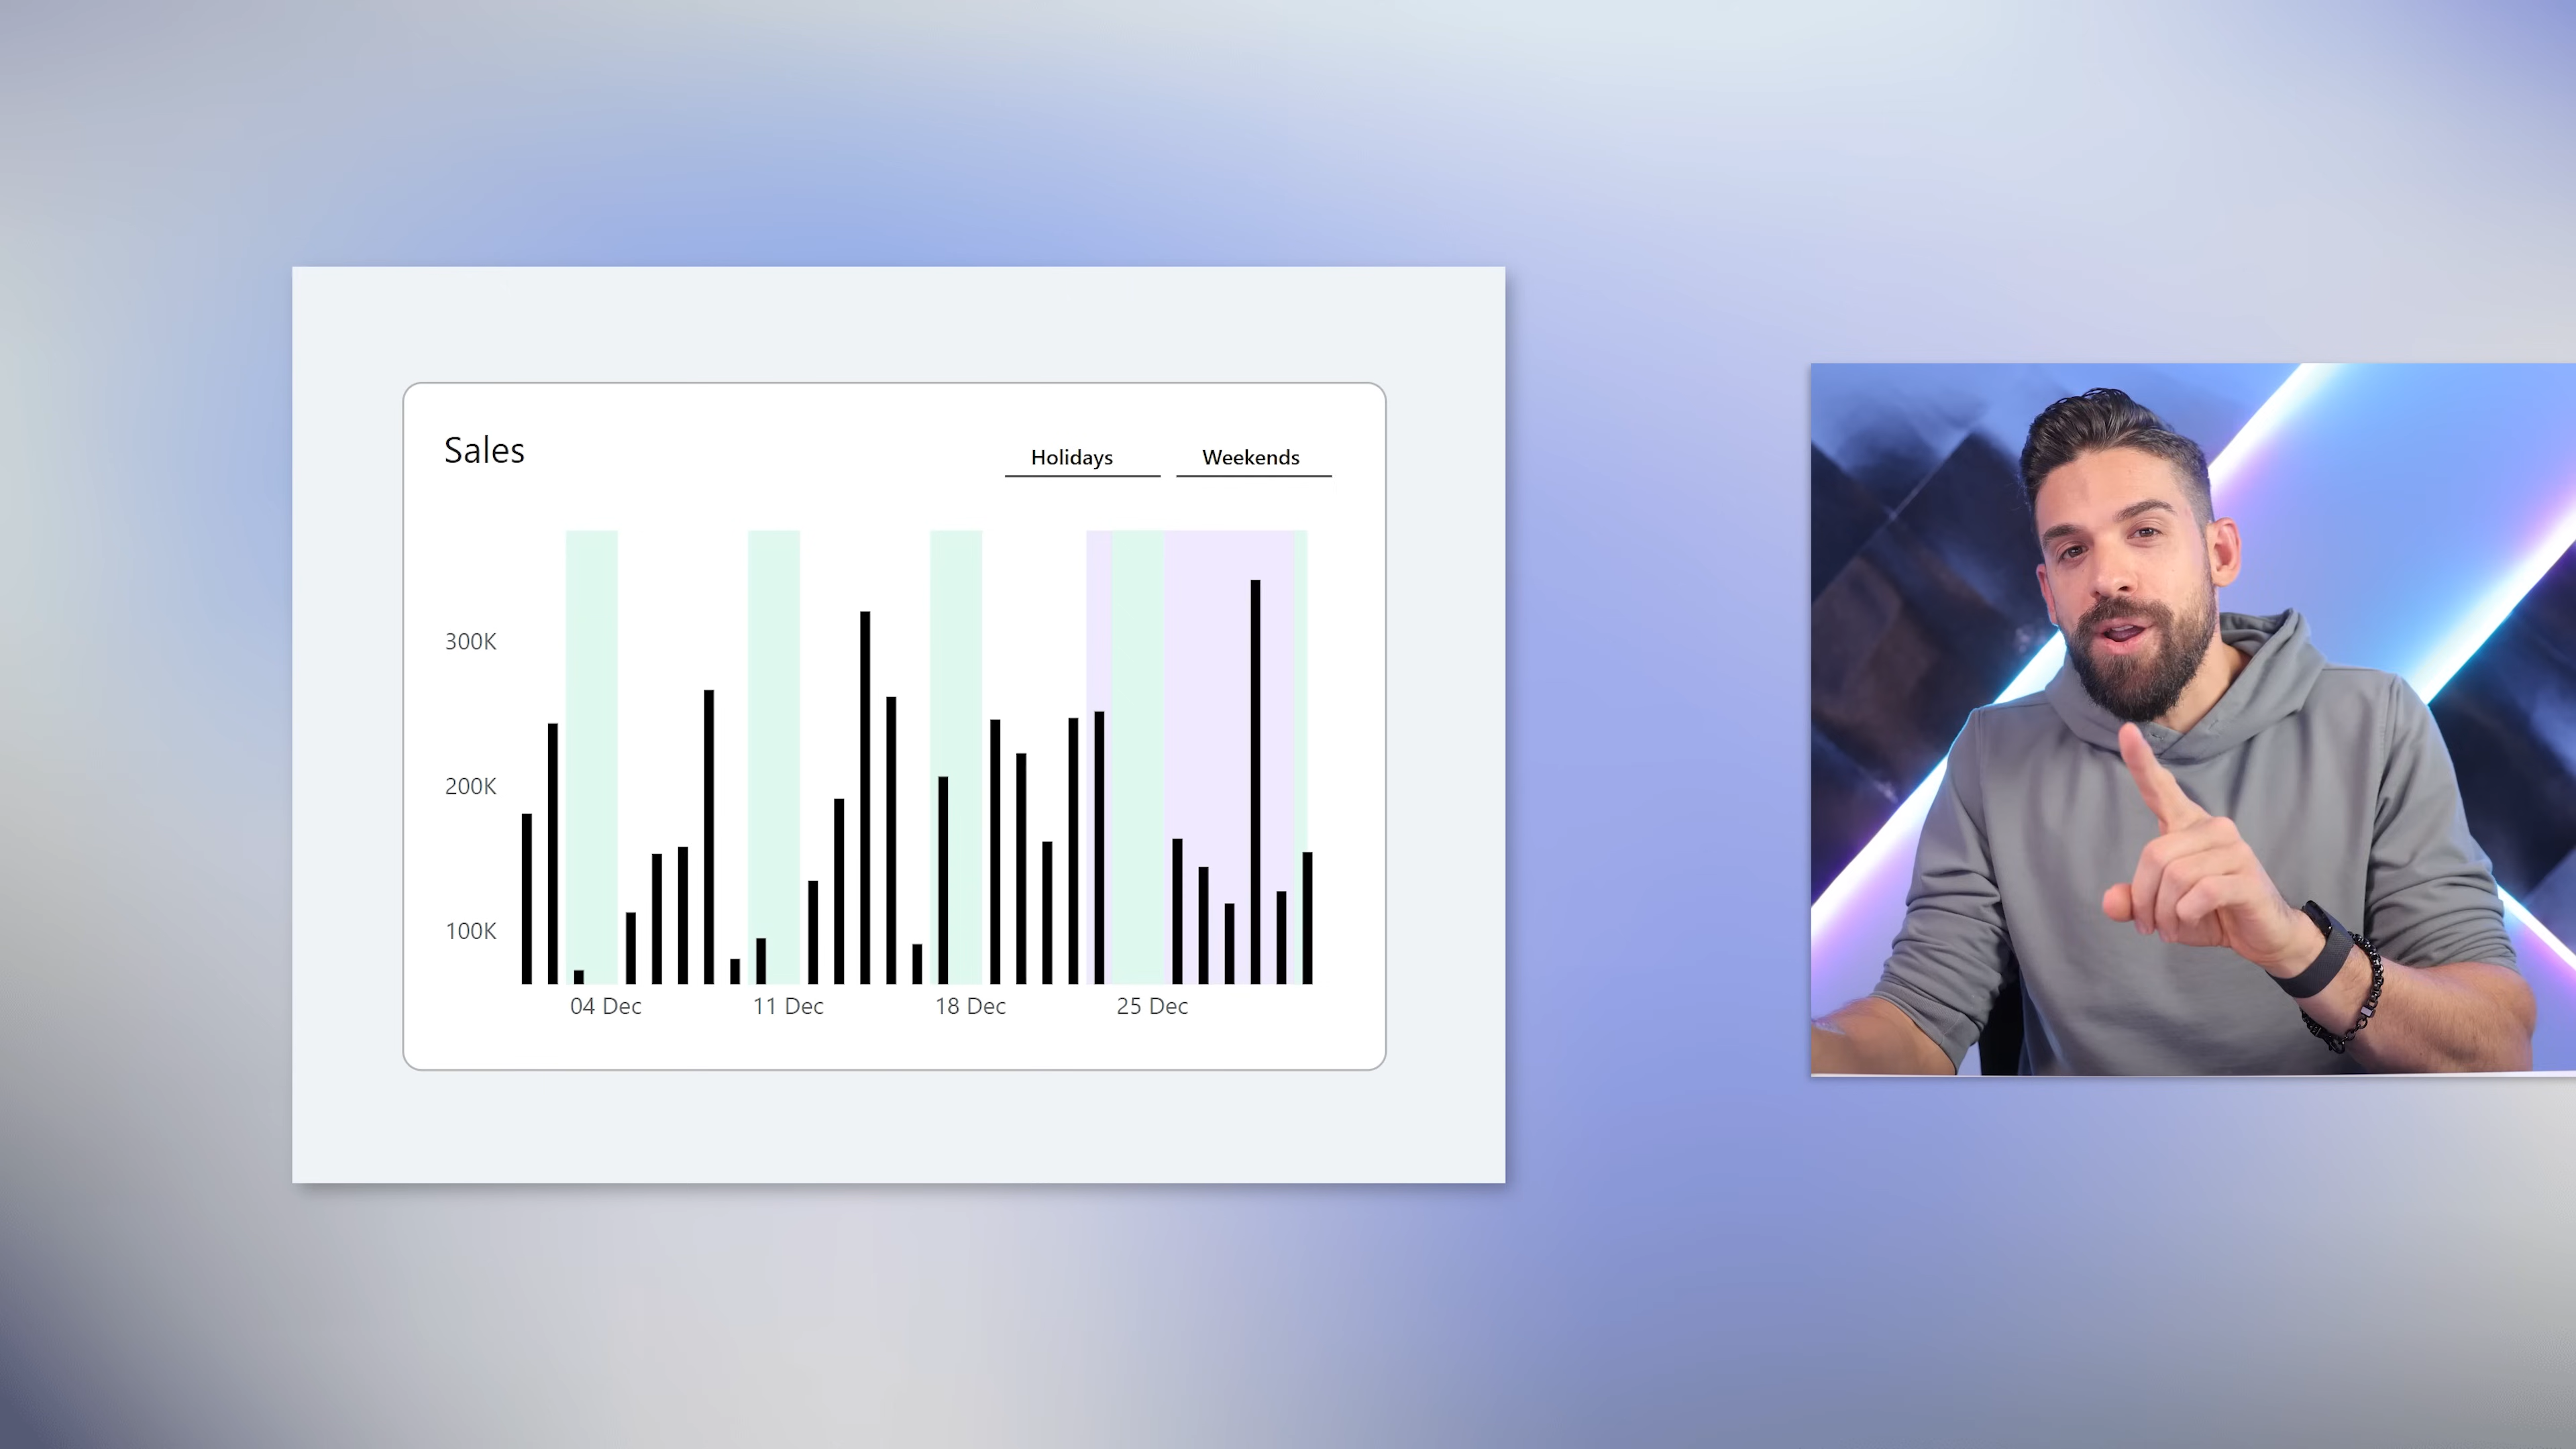 Sales
Holidays
Weekends
300K
200K
100K
04 Dec
11 Dec
18 Dec
25 Dec